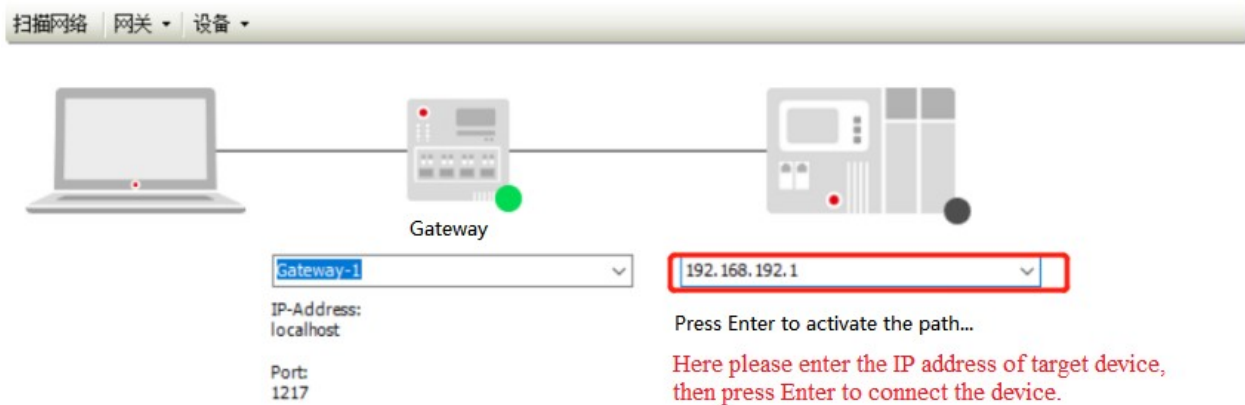 扫描网络 网关 设备
Gateway
Gateway-1
192.168.192.1
IP-Address:
localhost
Press Enter to activate the path...
Port:
1217
Here please enter the IP address of target device,
then press Enter to connect the device.